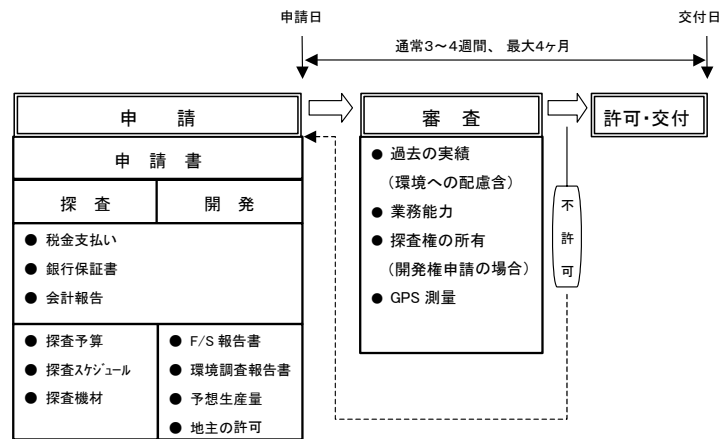 申請日
交付日
通常3～4週間、 最大4ヶ月
申 請
審 査
許可・交付
申 請 書
探 査
開 発
● 税金支払い
● 銀行保証書
● 会計報告
● 探査予算
● 探査スケジュール
● 探査機材
● F/S 報告書
● 環境調査報告書
● 予想生産量
● 地主の許可
● 過去の実績
（環境への配慮含）
● 業務能力
● 探査権の所有
（開発権申請の場合）
● GPS 測量
不
許
可